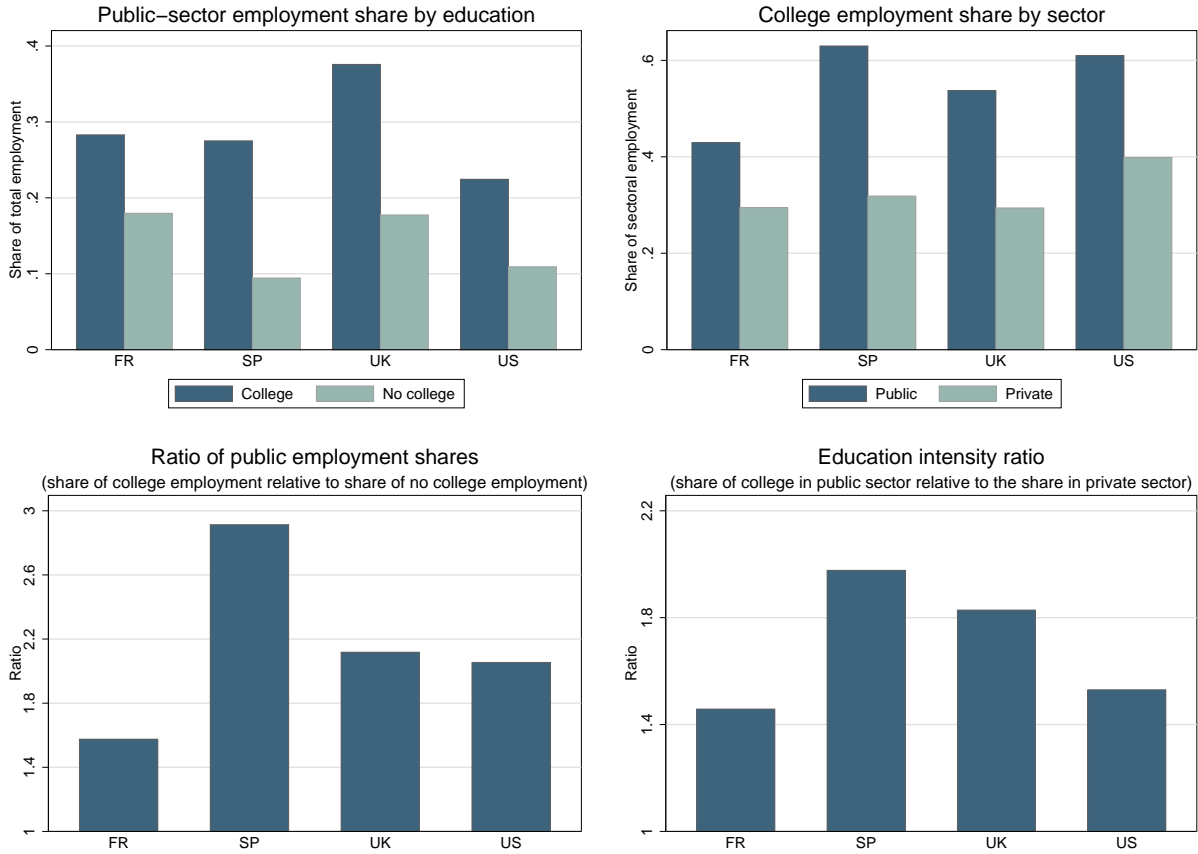 Public−sector employment share by education
Share of total employment
0
.1
.2
.3
.4
FR SP UK US
College No college
College employment share by sector
Share of sectoral employment
0
.2
.4
.6
FR SP UK US
Public Private
Ratio of public employment shares
(share of college employment relative to share of no college employment)
Ratio
1
1.4
1.8
2.2
2.6
3
FR SP UK US
Education intensity ratio
(share of college in public sector relative to the share in private sector)
Ratio
1
1.4
1.8
2.2
FR SP UK US